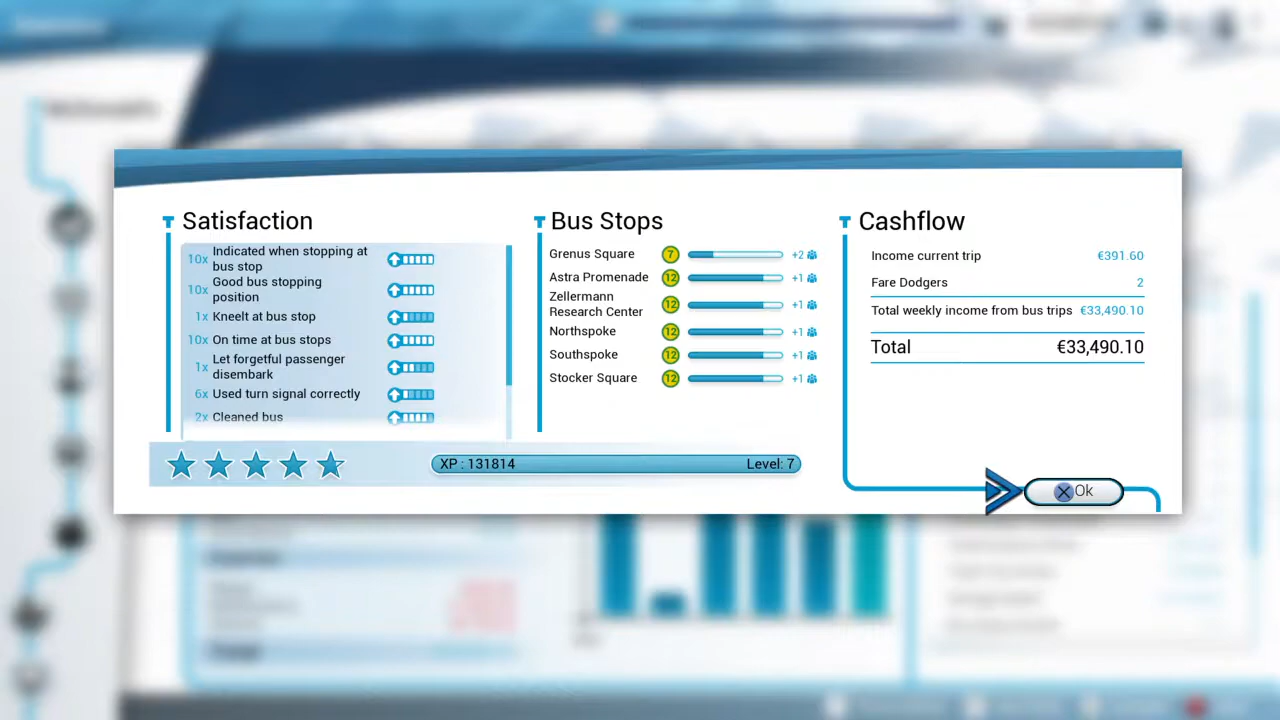 Satisfaction
10x Indicated when stopping at
bus stop
10x Good bus stopping
position
1x Kneelt at bus stop
10x On time at bus stops
1x Let forgetful passenger
disembark
6x Used turn signal correctly
2x Cleaned bus
Bus Stops
Grenus Square 7 +2
Astra Promenade 12 +1
Zellermann
Research Center 12 +1
Northspoke 12 +1
Southspoke 12 +1
Stocker Square 12 +1
Cashflow
Income current trip €391.60
Fare Dodgers 2
Total weekly income from bus trips €33,490.10
Total €33,490.10
XP : 131814 Level: 7
Ok